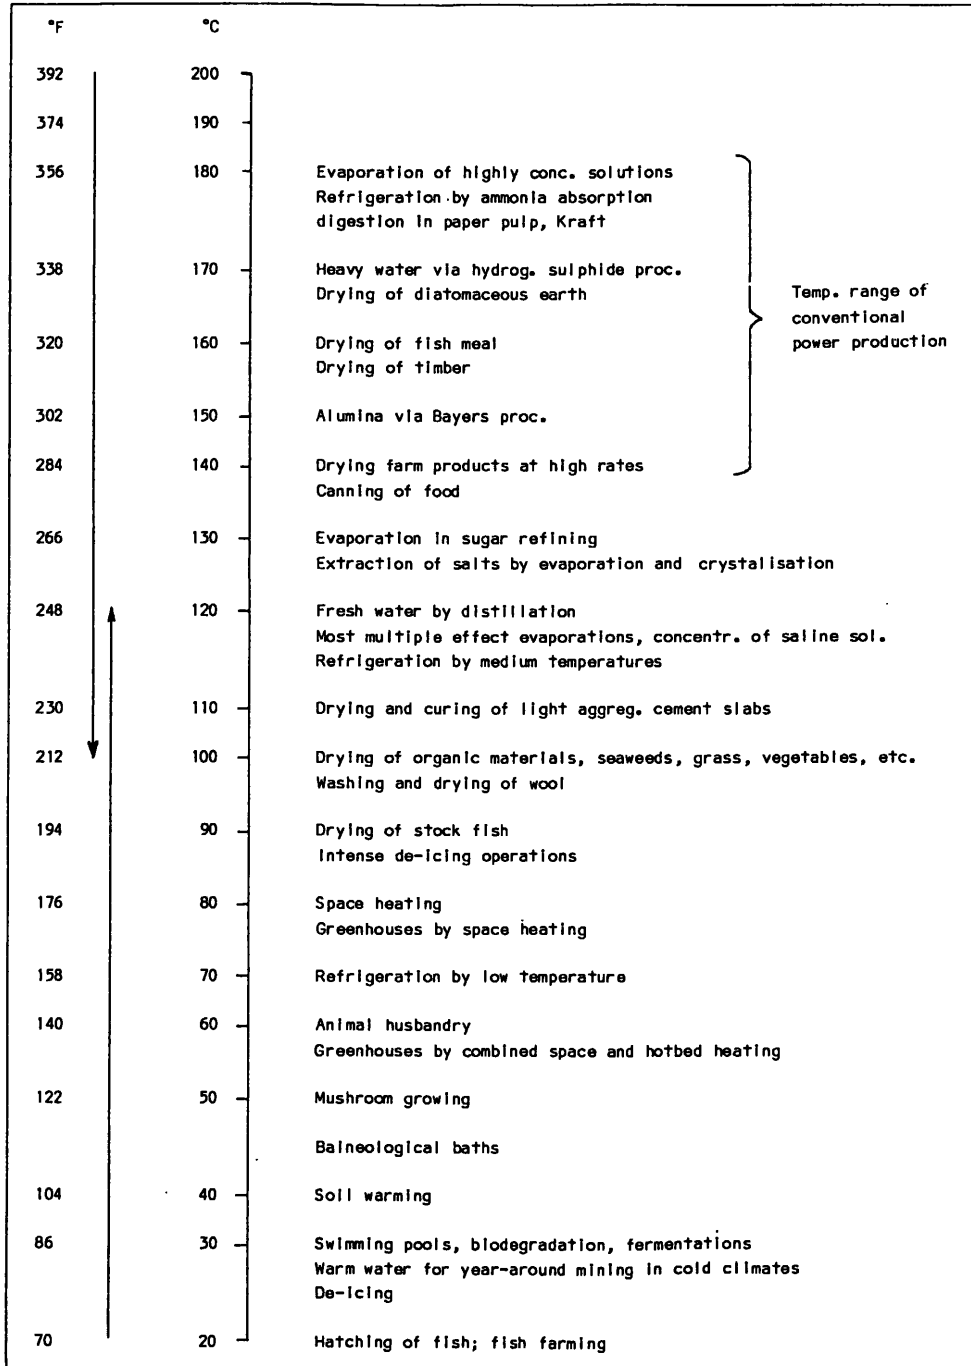 °F °C
392 200
374 190
356 180 Evaporation of highly conc. solutions
Refrigeration by ammonia absorption
digestion in paper pulp, Kraft
338 170 Heavy water via hydrog. sulphide proc.
Drying of diatomaceous earth
Temp. range of
conventional
power production
320 160 Drying of fish meal
Drying of timber
302 150 Alumina via Bayers proc.
284 140 Drying farm products at high rates
Canning of food
266 130 Evaporation in sugar refining
Extraction of salts by evaporation and crystalisation
248 120 Fresh water by distillation
Most multiple effect evaporations, concentr. of saline sol.
Refrigeration by medium temperatures
230 110 Drying and curing of light aggreg. cement slabs
212 100 Drying of organic materials, seaweeds, grass, vegetables, etc.
Washing and drying of wool
194 90 Drying of stock fish
Intense de-icing operations
176 80 Space heating
Greenhouses by space heating
158 70 Refrigeration by low temperature
140 60 Animal husbandry
Greenhouses by combined space and hotbed heating
122 50 Mushroom growing
Balneological baths
104 40 Soil warming
86 30 Swimming pools, biodegradation, fermentations
Warm water for year-around mining in cold climates
De-icing
70 20 Hatching of fish; fish farming